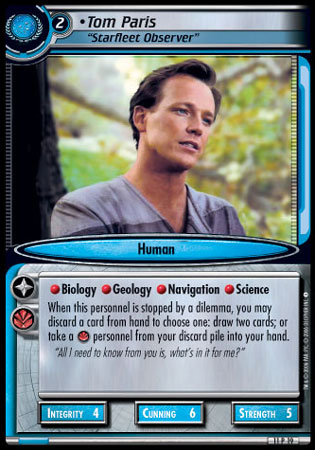 2 •Tom Paris
"Starfleet Observer"
Human
Biology Geology Navigation Science
When this personnel is stopped by a dilemma, you may
discard a card from hand to choose one: draw two cards; or
take a personnel from your discard pile into your hand.
"All I need to know from you is, what's in it for me?"
INTEGRITY 4 CUNNING 6 STRENGTH 5
11 P 19